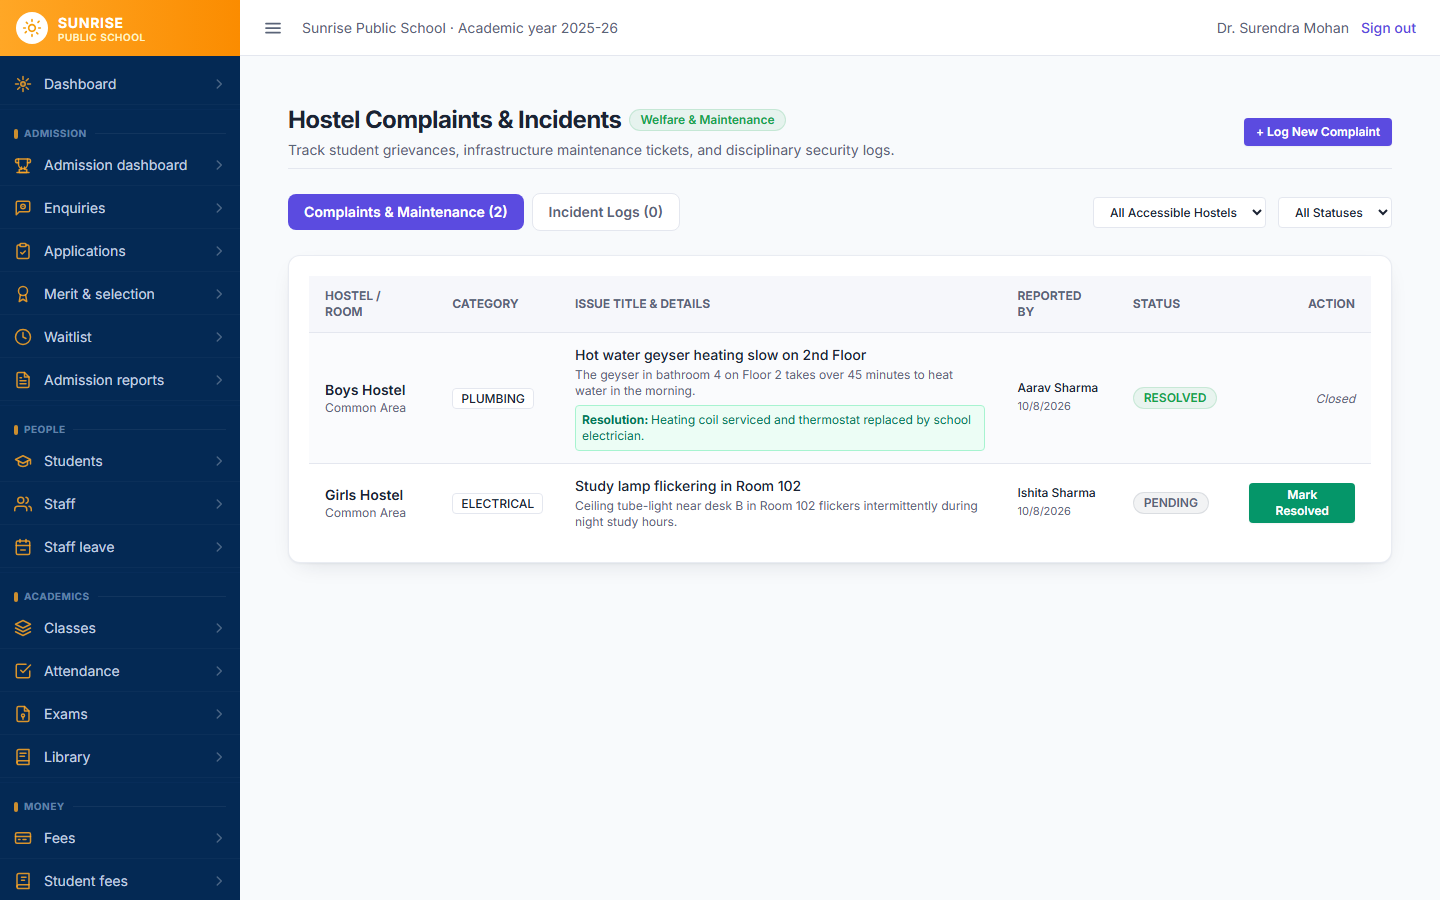 SUNRISE
PUBLIC SCHOOL
Sunrise Public School · Academic year 2025-26
Dr. Surendra Mohan
Sign out
Dashboard
ADMISSION
Admission dashboard
Enquiries
Applications
Merit & selection
Waitlist
Admission reports
PEOPLE
Students
Staff
Staff leave
ACADEMICS
Classes
Attendance
Exams
Library
MONEY
Fees
Student fees
Hostel Complaints & Incidents
Welfare & Maintenance
Track student grievances, infrastructure maintenance tickets, and disciplinary security logs.
+ Log New Complaint
Complaints & Maintenance (2)
Incident Logs (0)
All Accessible Hostels
All Statuses
HOSTEL /
ROOM
CATEGORY
ISSUE TITLE & DETAILS
REPORTED
BY
STATUS
ACTION
Boys Hostel
Common Area
PLUMBING
Hot water geyser heating slow on 2nd Floor
The geyser in bathroom 4 on Floor 2 takes over 45 minutes to heat
water in the morning.
Resolution: Heating coil serviced and thermostat replaced by school
electrician.
Aarav Sharma
10/8/2026
RESOLVED
Closed
Girls Hostel
Common Area
ELECTRICAL
Study lamp flickering in Room 102
Ceiling tube-light near desk B in Room 102 flickers intermittently during
night study hours.
Ishita Sharma
10/8/2026
PENDING
Mark
Resolved